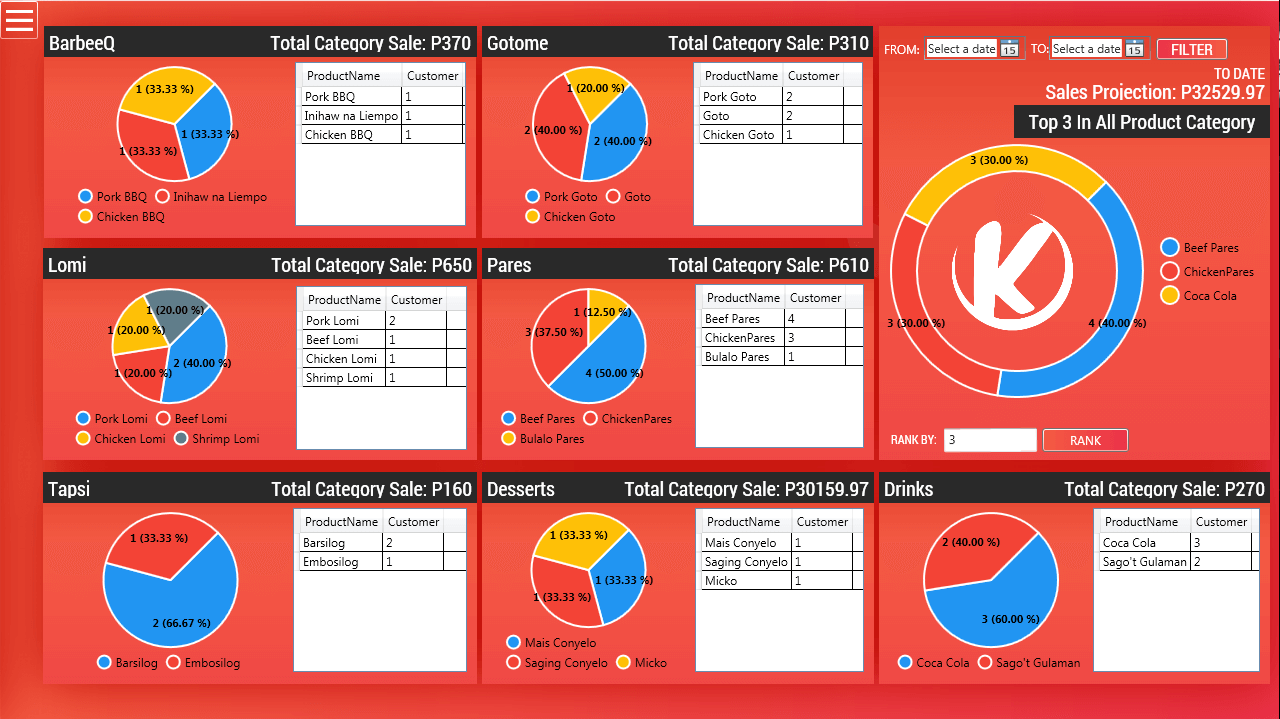 BarbeeQ Total Category Sale: P370
1 (33.33 %)
1 (33.33 %)
1 (33.33 %)
Pork BBQ Inihaw na Liempo
Chicken BBQ
ProductName Customer
Pork BBQ 1
Inihaw na Liempo 1
Chicken BBQ 1
Gotome Total Category Sale: P310
1 (20.00 %)
2 (40.00 %)
2 (40.00 %)
Pork Goto Goto
Chicken Goto
ProductName Customer
Pork Goto 2
Goto 2
Chicken Goto 1
FROM: Select a date 15 TO: Select a date 15 FILTER
TO DATE
Sales Projection: P32529.97
Top 3 In All Product Category
3 (30.00 %)
K
3 (30.00 %)
4 (40.00 %)
Beef Pares
ChickenPares
Coca Cola
RANK BY: 3 RANK
Lomi Total Category Sale: P650
1 (20.00 %)
1 (20.00 %)
2 (40.00 %)
1 (20.00 %)
Pork Lomi Beef Lomi
Chicken Lomi Shrimp Lomi
ProductName Customer
Pork Lomi 2
Beef Lomi 1
Chicken Lomi 1
Shrimp Lomi 1
Pares Total Category Sale: P610
1 (12.50 %)
3 (37.50 %)
4 (50.00 %)
Beef Pares ChickenPares
Bulalo Pares
ProductName Customer
Beef Pares 4
ChickenPares 3
Bulalo Pares 1
Tapsi Total Category Sale: P160
1 (33.33 %)
2 (66.67 %)
Barsilog Embosilog
ProductName Customer
Barsilog 2
Embosilog 1
Desserts Total Category Sale: P30159.97
1 (33.33 %)
1 (33.33 %)
1 (33.33 %)
Mais Conyelo
Saging Conyelo Micko
ProductName Customer
Mais Conyelo 1
Saging Conyelo 1
Micko 1
Drinks Total Category Sale: P270
2 (40.00 %)
3 (60.00 %)
Coca Cola Sago't Gulaman
ProductName Customer
Coca Cola 3
Sago't Gulaman 2